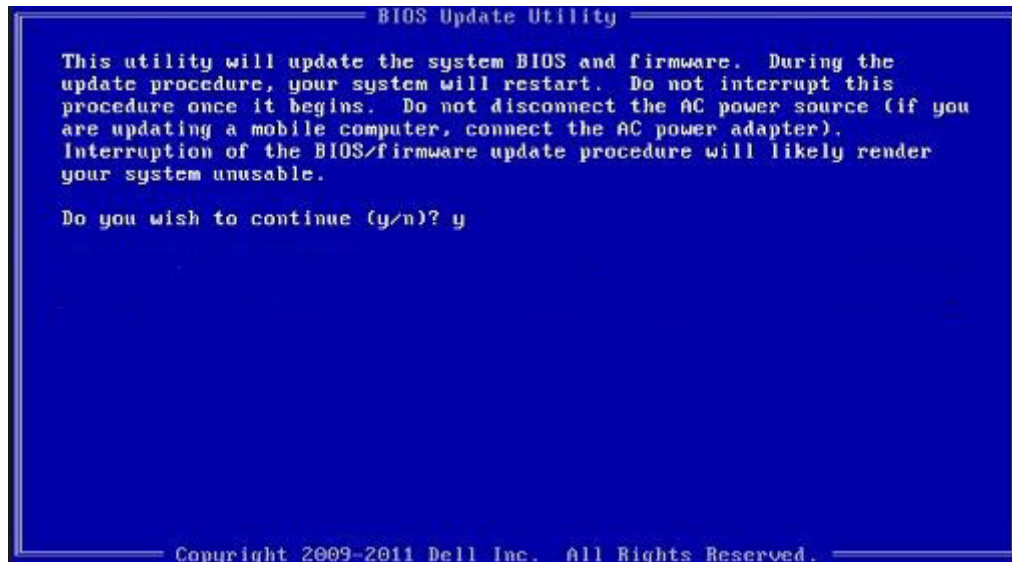 BIOS Update Utility
This utility will update the system BIOS and firmware. During the
update procedure, your system will restart. Do not interrupt this
procedure once it begins. Do not disconnect the AC power source (if you
are updating a mobile computer, connect the AC power adapter).
Interruption of the BIOS/firmware update procedure will likely render
your system unusable.
Do you wish to continue (y/n)? y
Copyright 2009-2011 Dell Inc. All Rights Reserved.